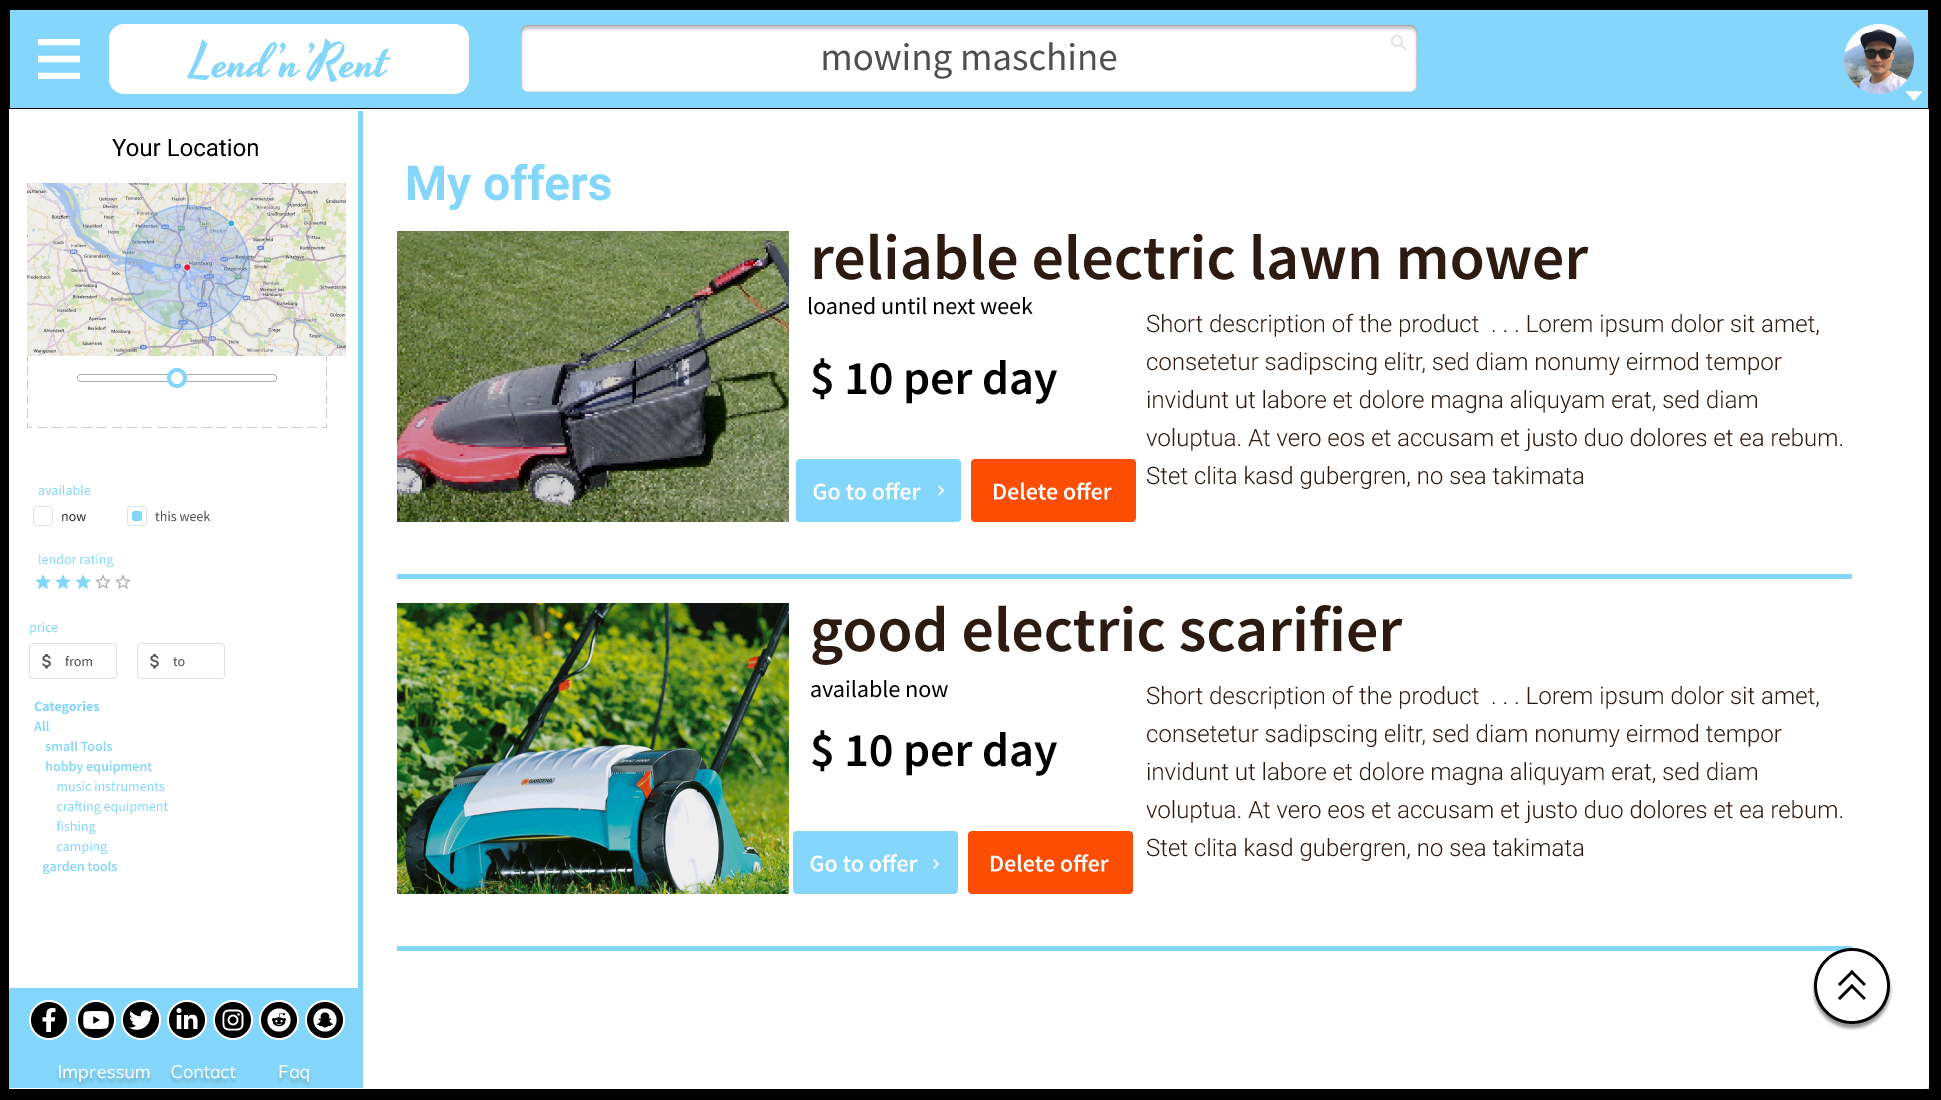 Lend'n'Rent
mowing maschine
Your Location
Hamburg
available
now
this week
lendor rating
price
$ from
$ to
Categories
All
small Tools
hobby equipment
music instruments
crafting equipment
fishing
camping
garden tools
Impressum Contact Faq
My offers
reliable electric lawn mower
loaned until next week
$ 10 per day
Go to offer
Delete offer
Short description of the product . . . Lorem ipsum dolor sit amet,
consetetur sadipscing elitr, sed diam nonumy eirmod tempor
invidunt ut labore et dolore magna aliquyam erat, sed diam
voluptua. At vero eos et accusam et justo duo dolores et ea rebum.
Stet clita kasd gubergren, no sea takimata
good electric scarifier
available now
$ 10 per day
GARDENA
Go to offer
Delete offer
Short description of the product . . . Lorem ipsum dolor sit amet,
consetetur sadipscing elitr, sed diam nonumy eirmod tempor
invidunt ut labore et dolore magna aliquyam erat, sed diam
voluptua. At vero eos et accusam et justo duo dolores et ea rebum.
Stet clita kasd gubergren, no sea takimata